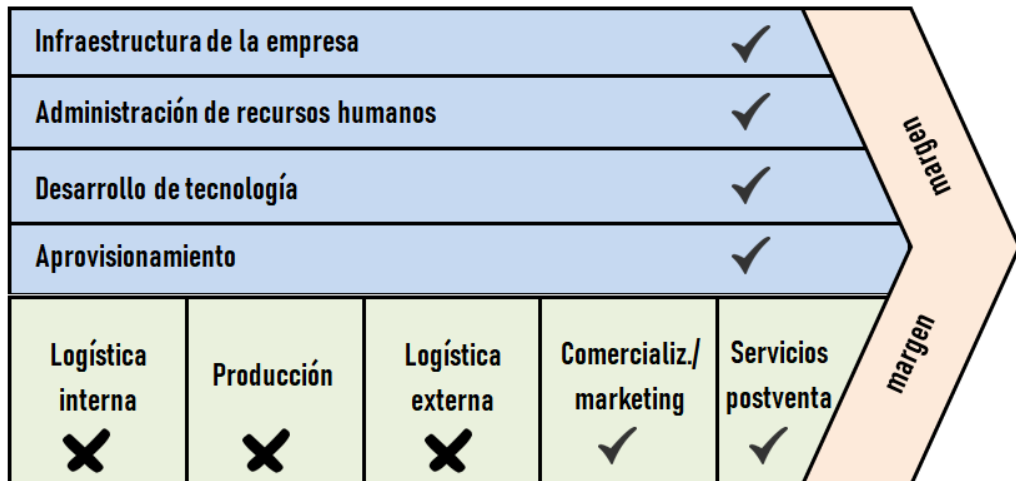 Infraestructura de la empresa
Administración de recursos humanos
Desarrollo de tecnología
Aprovisionamiento
margen
margen
Logística
interna
Producción
Logística
externa
Comercializ./
marketing
Servicios
postventa